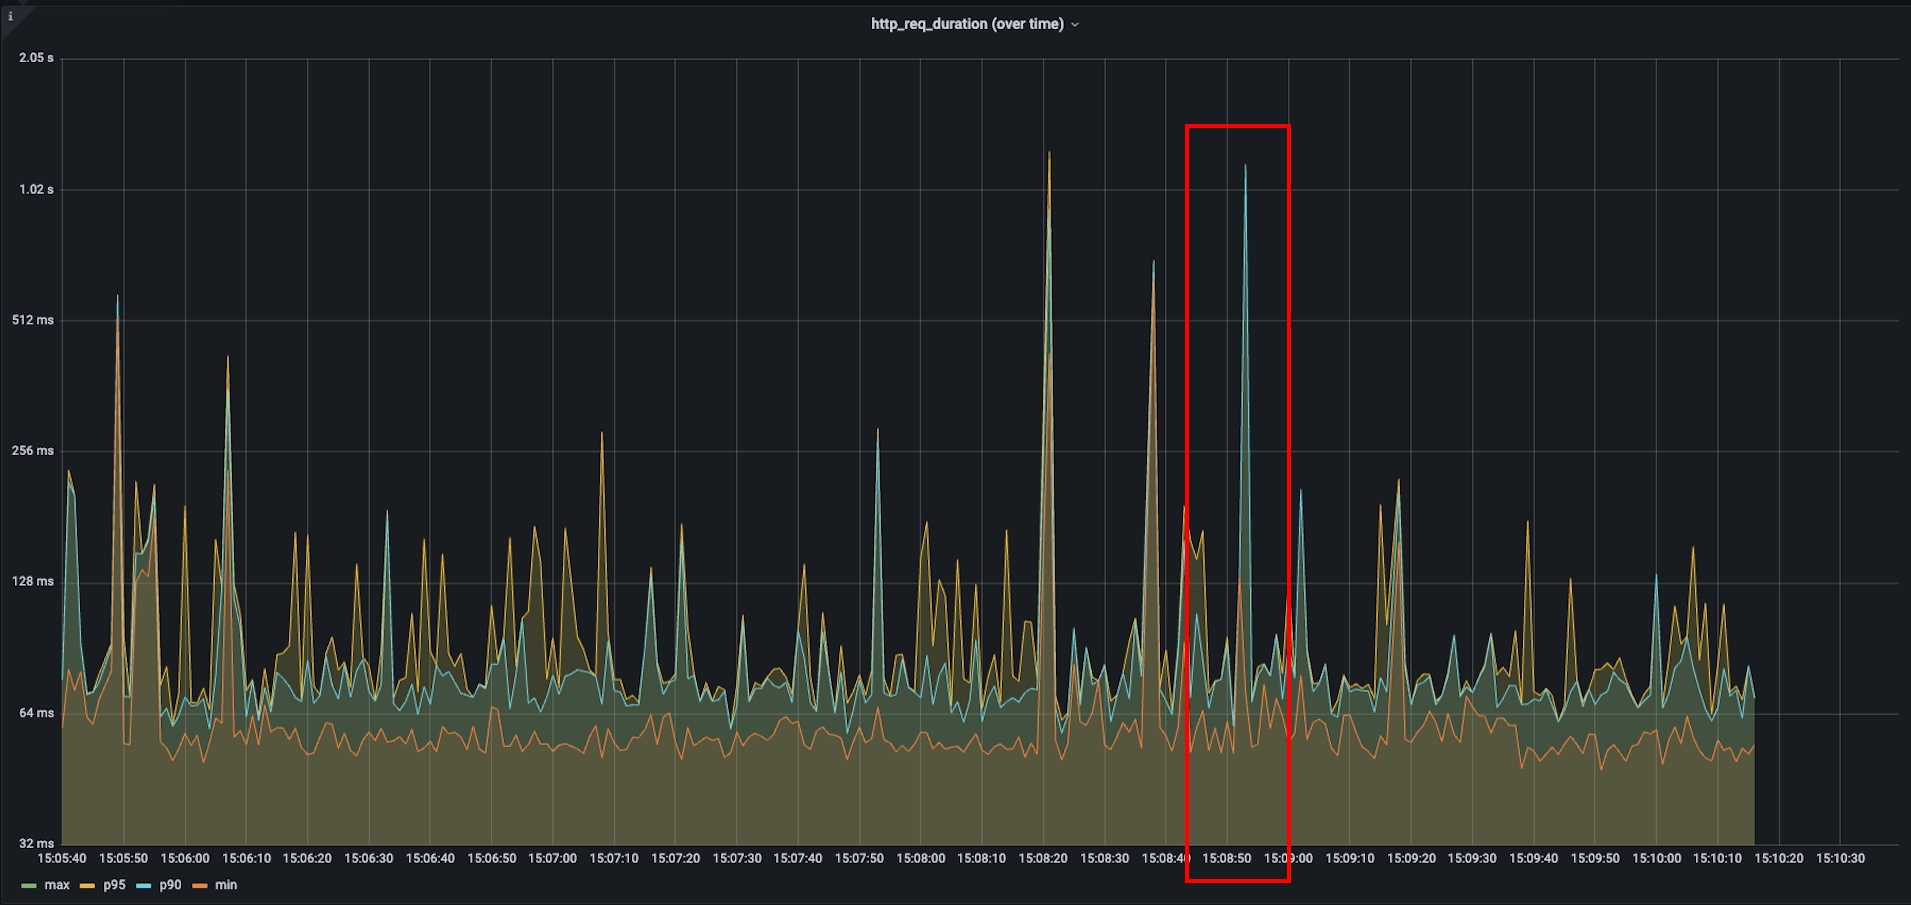 i
http_req_duration (over time)
2.05 s
1.02 s
512 ms
256 ms
128 ms
64 ms
32 ms
15:05:40 15:05:50 15:06:00 15:06:10 15:06:20 15:06:30 15:06:40 15:06:50 15:07:00 15:07:10 15:07:20 15:07:30 15:07:40 15:07:50 15:08:00 15:08:10 15:08:20 15:08:30 15:08:40 15:08:50 15:09:00 15:09:10 15:09:20 15:09:30 15:09:40 15:09:50 15:10:00 15:10:10 15:10:20 15:10:30
max p95 p90 min